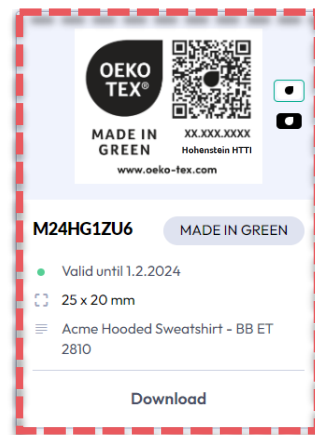 OEKO
TEX®
MADE IN
GREEN
XX.XXX.XXXX
Hohenstein HTTI
www.oeko-tex.com
M24HG1ZU6
MADE IN GREEN
Valid until 1.2.2024
25 x 20 mm
Acme Hooded Sweatshirt - BB ET
2810
Download